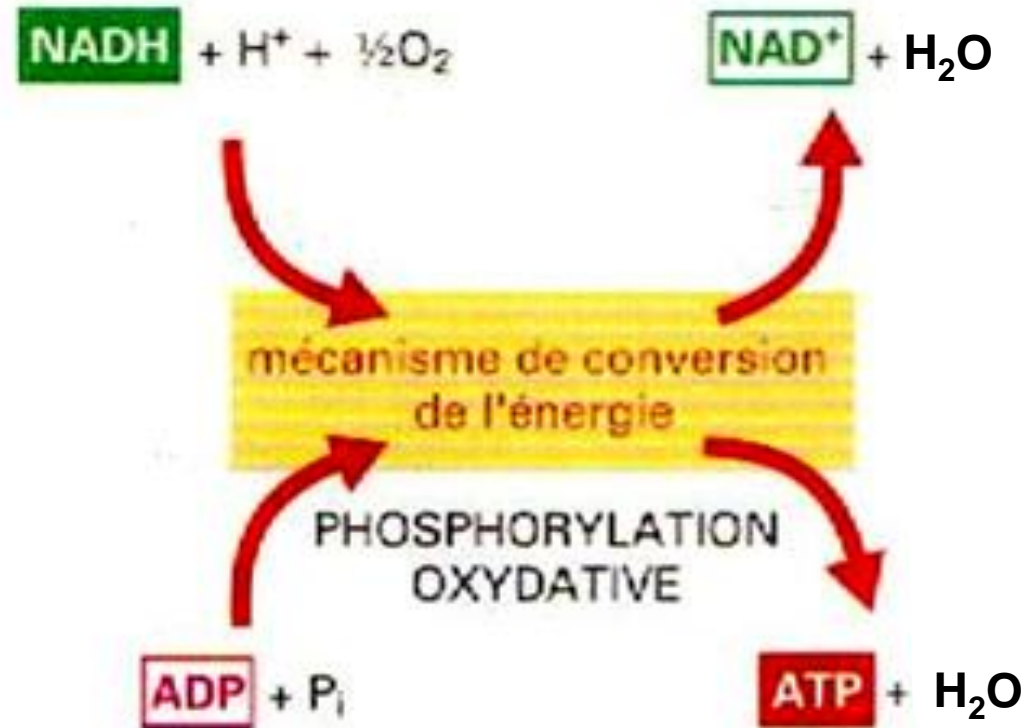 NADH + H⁺ + ½O₂
NAD⁺ + H₂O
mécanisme de conversion
de l'énergie
PHOSPHORYLATION
OXYDATIVE
ADP + Pᵢ
ATP + H₂O